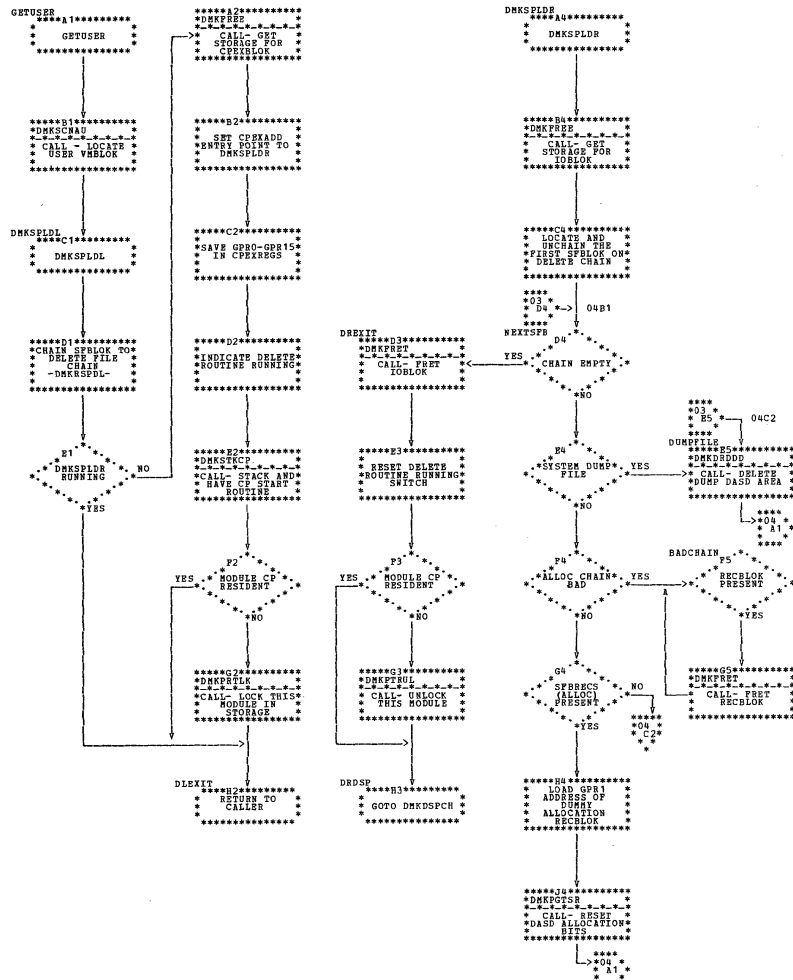 GETUSER
A1
GETUSER
B1
DMKSCNAU
CALL - LOCATE
USER VMBLOK
DMKSPLDL
C1
DMKSPLDL
D1
CHAIN SFBLOK TO
DELETE FILE
CHAIN
-DMKRSPDL-
E1
DMKSPLDR
RUNNING
NO
YES
A2
DMKFREE
CALL- GET
STORAGE FOR
CPEXBLOK
B2
SET CPEXADD
ENTRY POINT TO
DMKSPLDR
C2
SAVE GPR0-GPR15
IN CPEXREGS
D2
INDICATE DELETE
ROUTINE RUNNING
E2
DMKSTKCP
CALL- STACK AND
HAVE CP START
ROUTINE
F2
YES
MODULE CP
RESIDENT
NO
G2
DMKPRTLK
CALL- LOCK THIS
MODULE IN
STORAGE
DLEXIT
H2
RETURN TO
CALLER
DREXIT
D3
DMKFRET
CALL- FRET
IOBLOK
E3
RESET DELETE
ROUTINE RUNNING
SWITCH
F3
YES
MODULE CP
RESIDENT
NO
G3
DMKPTRUL
CALL- UNLOCK
THIS MODULE
DRDSP
H3
GOTO DMKDSPCH
DMKSPLDR
A4
DMKSPLDR
B4
DMKFREE
CALL- GET
STORAGE FOR
IOBLOK
C4
LOCATE AND
UNCHAIN THE
FIRST SFBLOK ON
DELETE CHAIN
03
D4
04B1
NEXTSFB
D4
YES
CHAIN EMPTY
NO
E4
SYSTEM DUMP
FILE
YES
NO
F4
ALLOC CHAIN
BAD
YES
NO
G4
SFBRECS
(ALLOC)
PRESENT
NO
04
C2
YES
H4
LOAD GPR1
ADDRESS OF
DUMMY
ALLOCATION
RECBLOK
J4
DMKPGTSR
CALL- RESET
DASD ALLOCATION
BITS
04
A1
03
E5
04C2
DUMPFILE
E5
DMKDRDDD
CALL- DELETE
DUMP DASD AREA
04
A1
BADCHAIN
F5
RECBLOK
PRESENT
YES
G5
DMKFRET
CALL- FRET
RECBLOK